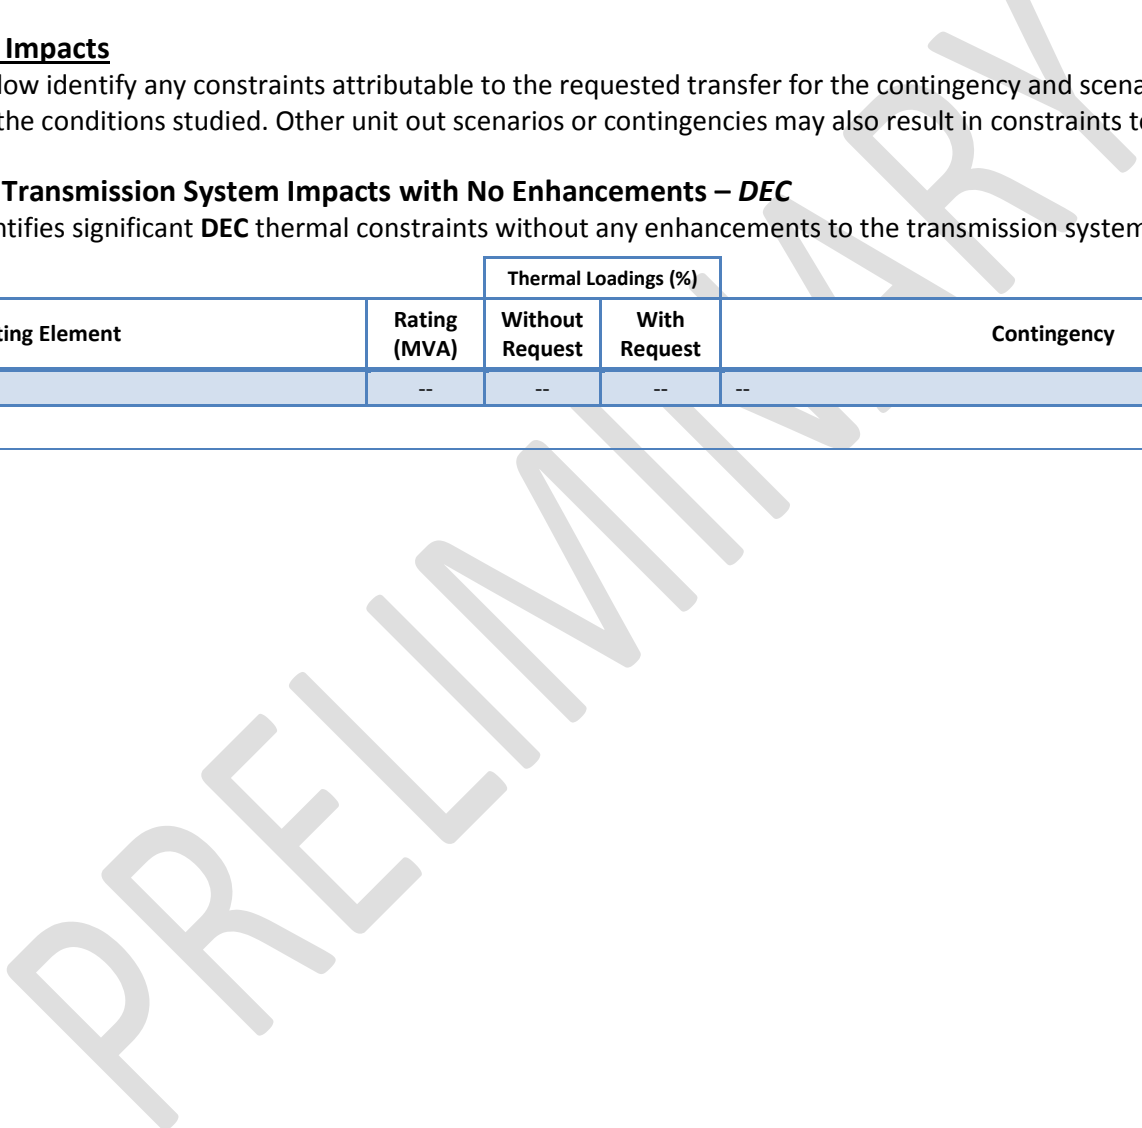 Impacts
low identify any constraints attributable to the requested transfer for the contingency and scena
the conditions studied. Other unit out scenarios or contingencies may also result in constraints to
Transmission System Impacts with No Enhancements – DEC
ntifies significant DEC thermal constraints without any enhancements to the transmission system
Thermal Loadings (%)
ting Element Rating (MVA) Without Request With Request Contingency
-- -- -- --
PRELIMINARY